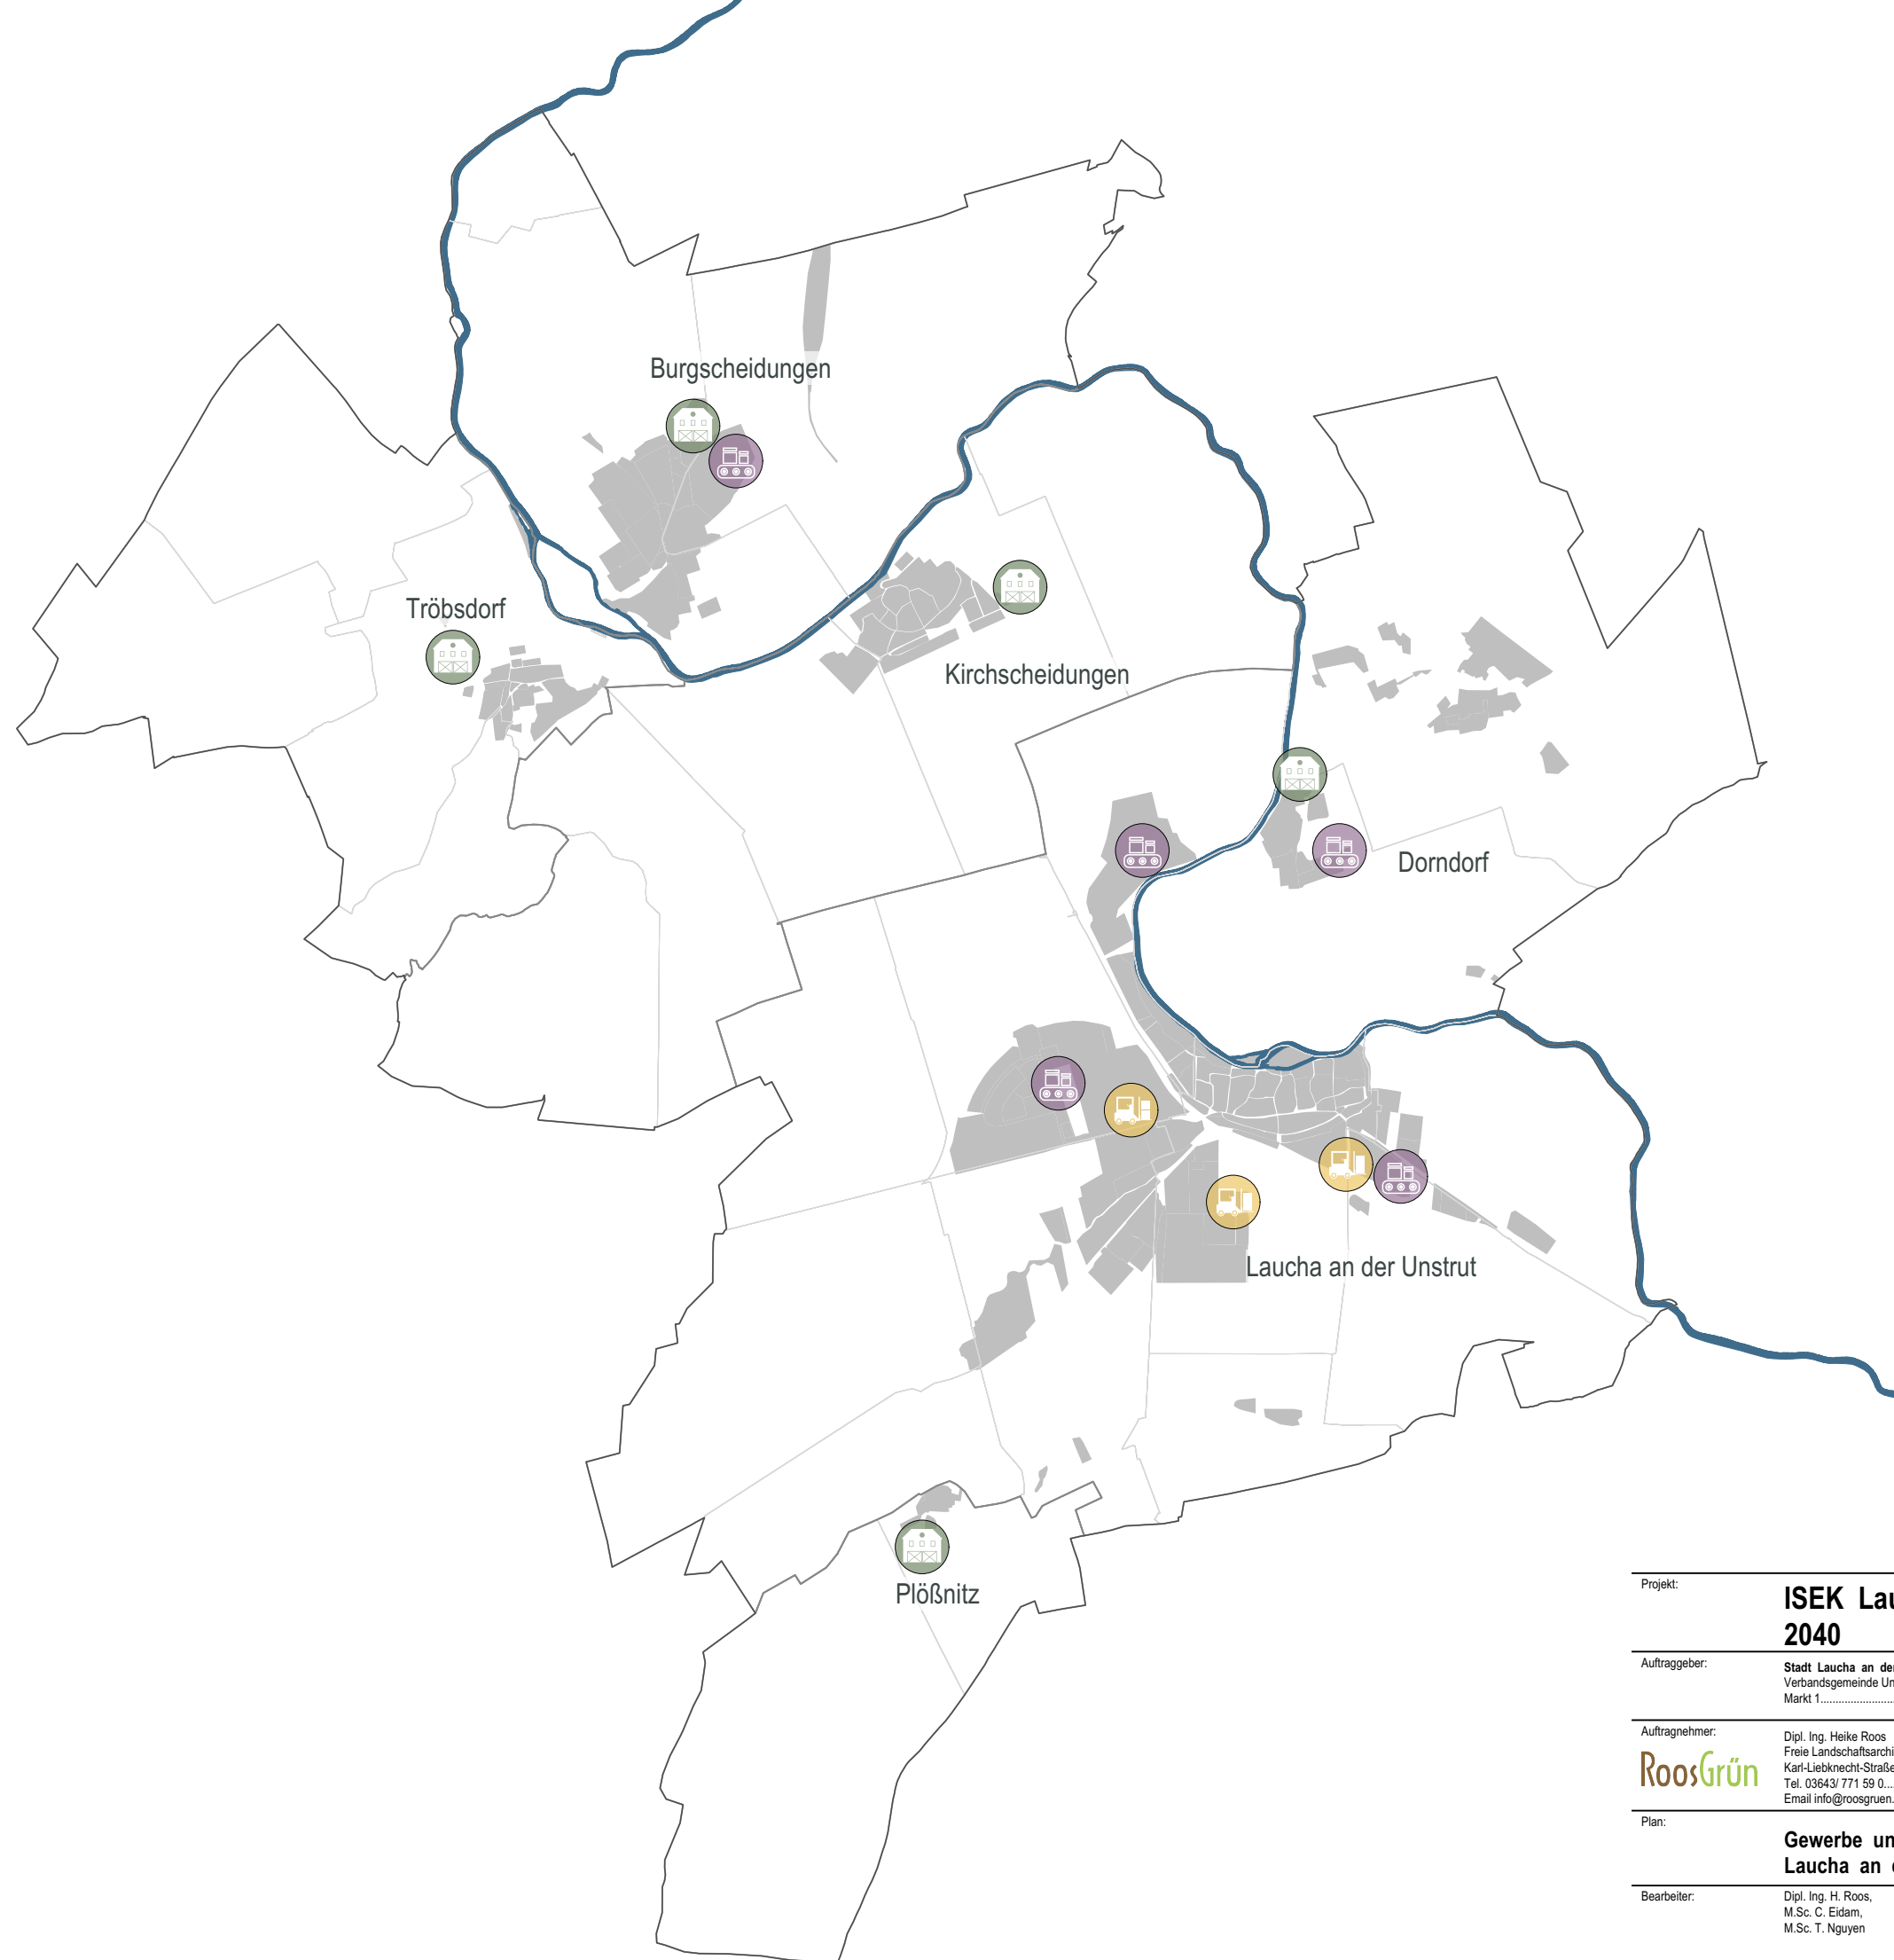 Burgscheidungen
Tröbsdorf
Kirchscheidungen
Dorndorf
Laucha an der Unstrut
Plößnitz
Projekt:
ISEK Lau
2040
Auftraggeber:
Stadt Laucha an der
Verbandsgemeinde Un
Markt 1.........................
Auftragnehmer:
RoosGrün
Dipl. Ing. Heike Roos
Freie Landschaftsarchi
Karl-Liebknecht-Straße
Tel. 03643/ 771 59 0....
Email info@roosgruen.
Plan:
Gewerbe un
Laucha an
Bearbeiter:
Dipl. Ing. H. Roos,
M.Sc. C. Eidam,
M.Sc. T. Nguyen